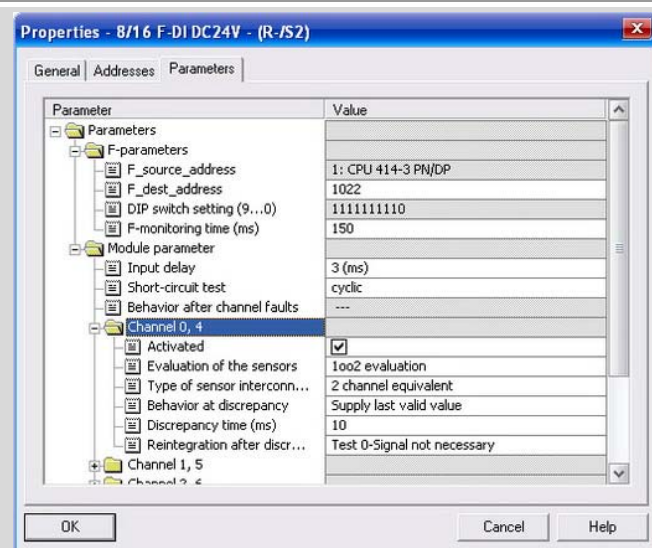 Properties - 8/16 F-DI DC24V - (R-/S2)
General Addresses Parameters
Parameter Value
Parameters
F-parameters
F_source_address 1: CPU 414-3 PN/DP
F_dest_address 1022
DIP switch setting (9...0) 1111111110
F-monitoring time (ms) 150
Module parameter
Input delay 3 (ms)
Short-circuit test cyclic
Behavior after channel faults ---
Channel 0, 4
Activated
Evaluation of the sensors 1oo2 evaluation
Type of sensor interconn... 2 channel equivalent
Behavior at discrepancy Supply last valid value
Discrepancy time (ms) 10
Reintegration after discr... Test 0-Signal not necessary
Channel 1, 5
Channel 2, 6
OK Cancel Help